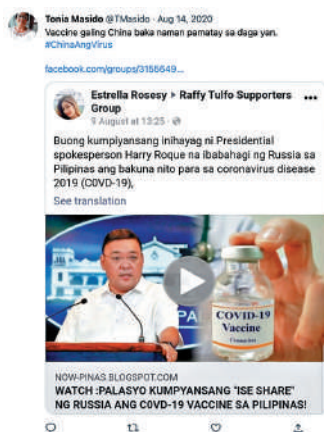 Tonia Masido @TMasido · Aug 14, 2020
Vaccine galing China baka naman pamatay sa daga yan.
#ChinaAngVirus
facebook.com/groups/3155649...
Estrella Rosesy ▸ Raffy Tulfo Supporters
Group
9 August at 13:25 ·
Buong kumpiyansang inihayag ni Presidential
spokesperson Harry Roque na ibabahagi ng Russia sa
Pilipinas ang bakuna nito para sa coronavirus disease
2019 (C0VD-19),
See translation
PA
COVID-19
Vaccine
NOW-PINAS.BLOGSPOT.COM
WATCH :PALASYO KUMPYANSANG "ISE SHARE"
NG RUSSIA ANG C0VD-19 VACCINE SA PILIPINAS!